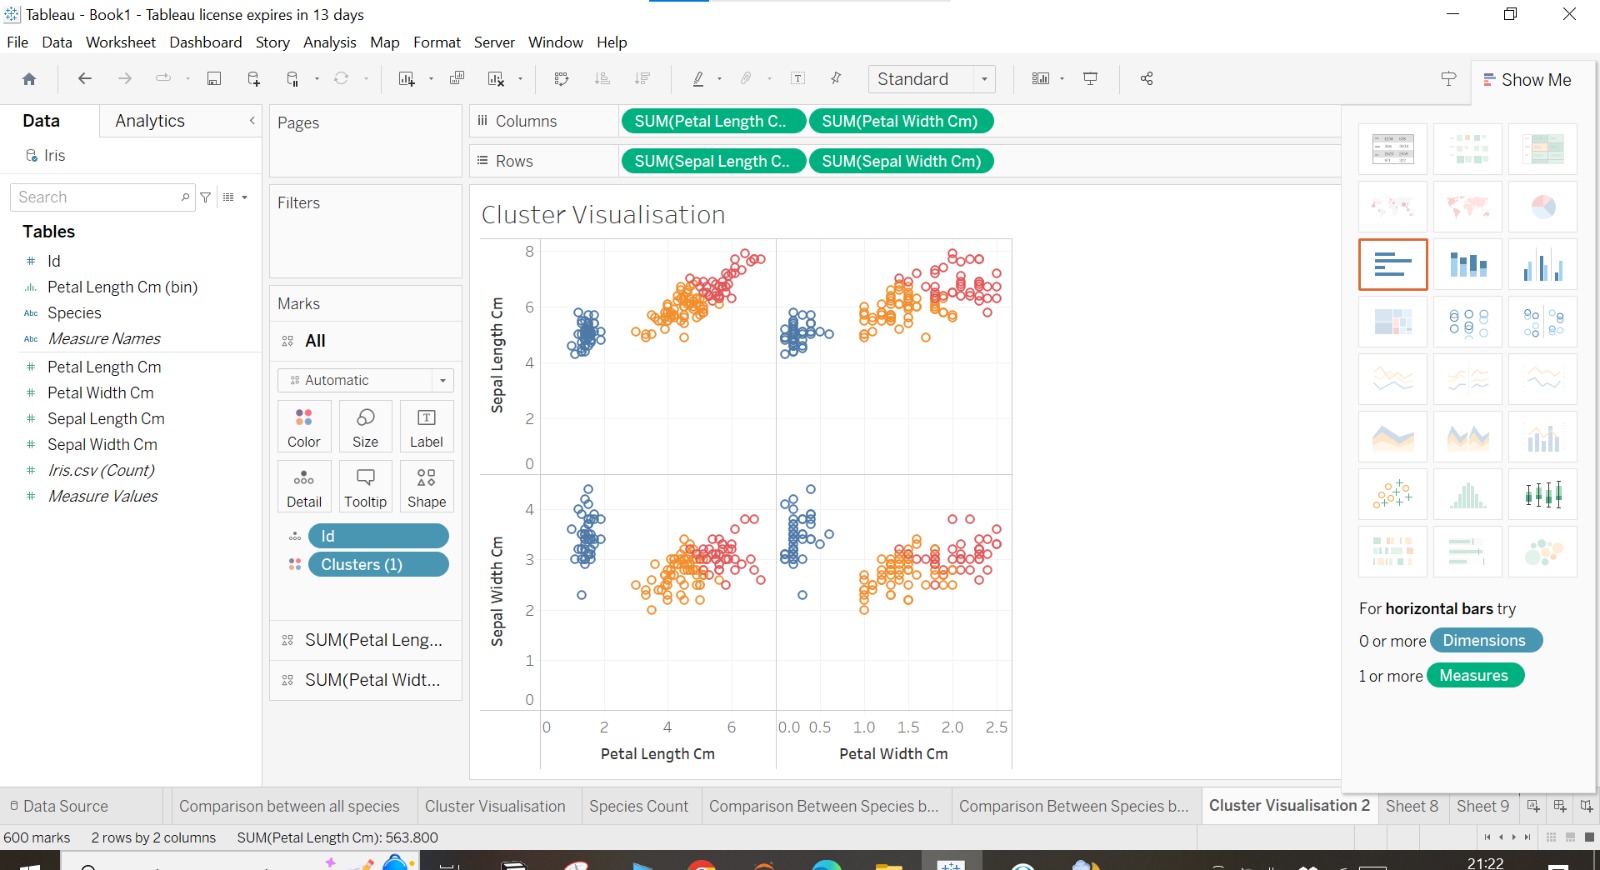 Tableau - Book1 - Tableau license expires in 13 days
File Data Worksheet Dashboard Story Analysis Map Format Server Window Help
Standard
Show Me
Data Analytics
Iris
Search
Tables
# Id
Petal Length Cm (bin)
Abc Species
Abc Measure Names
# Petal Length Cm
# Petal Width Cm
# Sepal Length Cm
# Sepal Width Cm
# Iris.csv (Count)
# Measure Values
Pages
Filters
Marks
All
Automatic
Color Size Label
Detail Tooltip Shape
Id
Clusters (1)
SUM(Petal Leng...
SUM(Petal Widt...
Columns SUM(Petal Length C.. SUM(Petal Width Cm)
Rows SUM(Sepal Length C.. SUM(Sepal Width Cm)
Cluster Visualisation
Sepal Length Cm
8
6
4
2
0
Sepal Width Cm
4
3
2
1
0
0 2 4 6 0.0 0.5 1.0 1.5 2.0 2.5
Petal Length Cm Petal Width Cm
For horizontal bars try
0 or more Dimensions
1 or more Measures
Data Source Comparison between all species Cluster Visualisation Species Count Comparison Between Species b... Comparison Between Species b... Cluster Visualisation 2 Sheet 8 Sheet 9
600 marks 2 rows by 2 columns SUM(Petal Length Cm): 563.800
21:22